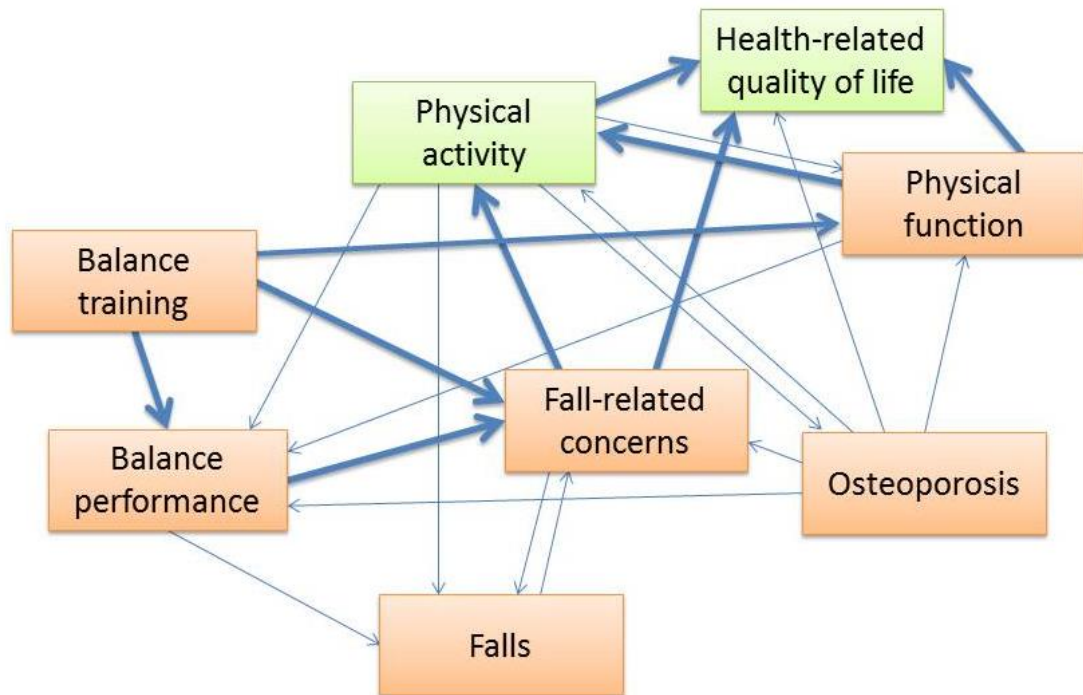 Health-related
quality of life
Physical
activity
Physical
function
Balance
training
Fall-related
concerns
Balance
performance
Osteoporosis
Falls